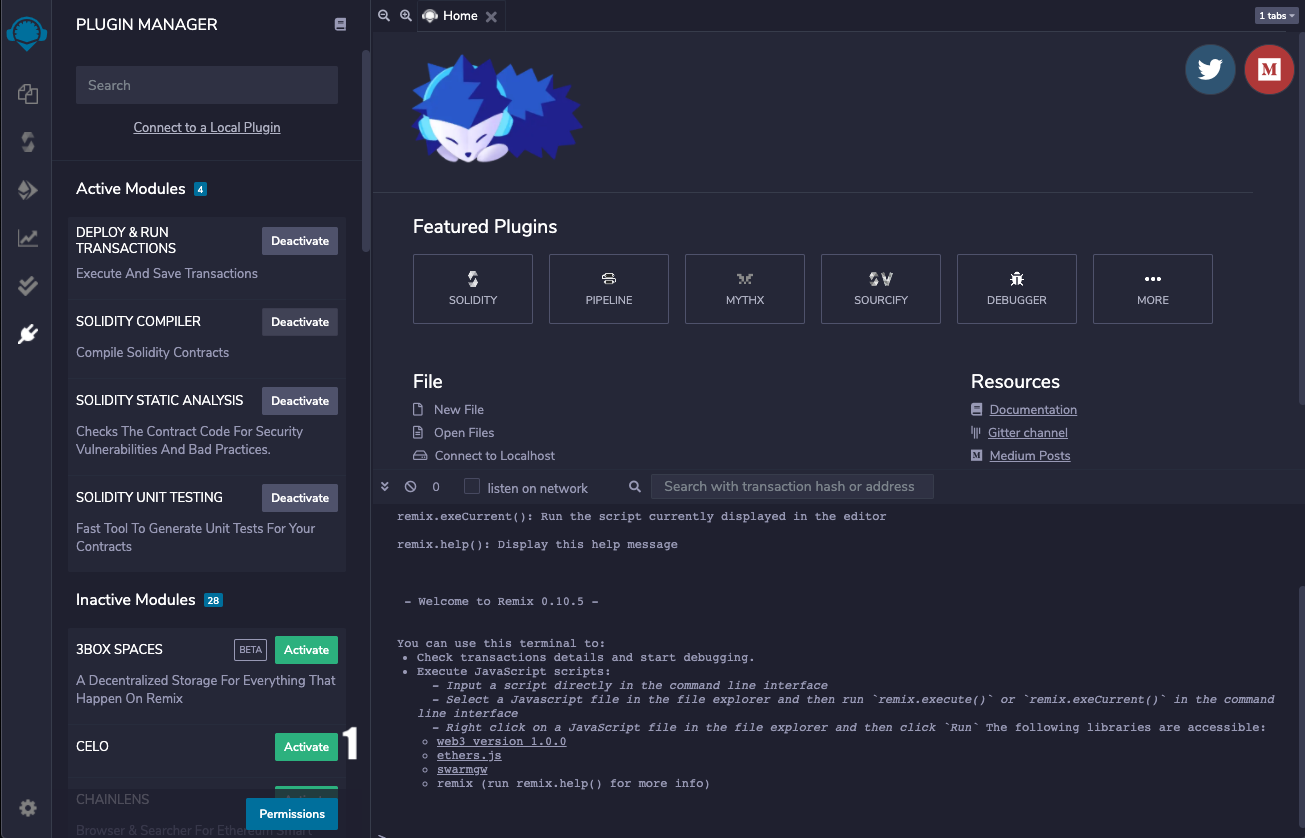 PLUGIN MANAGER
Search
Connect to a Local Plugin
Active Modules 4
DEPLOY & RUN
TRANSACTIONS
Deactivate
Execute And Save Transactions
SOLIDITY COMPILER
Deactivate
Compile Solidity Contracts
SOLIDITY STATIC ANALYSIS
Deactivate
Checks The Contract Code For Security
Vulnerabilities And Bad Practices.
SOLIDITY UNIT TESTING
Deactivate
Fast Tool To Generate Unit Tests For Your
Contracts
Inactive Modules 28
3BOX SPACES
BETA
Activate
A Decentralized Storage For Everything That
Happen On Remix
CELO
Activate
1
CHAINLENS
Activate
Browser & Searcher For Ethereum Smart
Permissions
Home
1 tabs
M
Featured Plugins
SOLIDITY
PIPELINE
MYTHX
SOURCIFY
DEBUGGER
MORE
File
New File
Open Files
Connect to Localhost
Resources
Documentation
Gitter channel
Medium Posts
0
listen on network
Search with transaction hash or address
remix.exeCurrent(): Run the script currently displayed in the editor
remix.help(): Display this help message
- Welcome to Remix 0.10.5 -
You can use this terminal to:
• Check transactions details and start debugging.
• Execute JavaScript scripts:
- Input a script directly in the command line interface
- Select a Javascript file in the file explorer and then run `remix.execute()` or `remix.exeCurrent()` in the command
line interface
- Right click on a JavaScript file in the file explorer and then click `Run` The following libraries are accessible:
○ web3 version 1.0.0
○ ethers.js
○ swarmgw
○ remix (run remix.help() for more info)
>